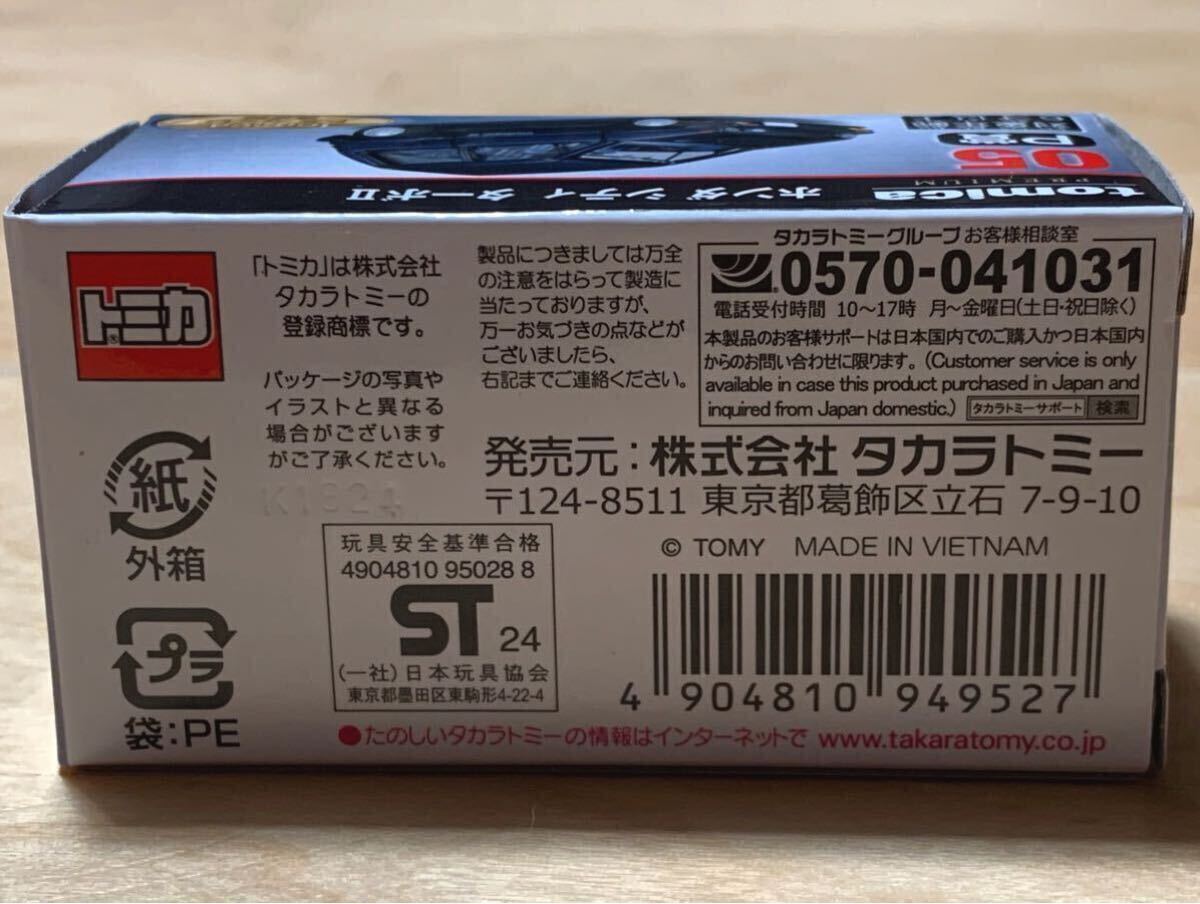 tomica
PREMIUM
05
ホンダ シティ ターボⅡ
トミカ®
「トミカ」は株式会社
タカラトミーの
登録商標です。
パッケージの写真や
イラストと異なる
場合がございます
がご了承ください。
K1824
製品につきましては万全
の注意をはらって製造に
当たっておりますが、
万一お気づきの点などが
ございましたら、
右記までご連絡ください。
タカラトミーグループ お客様相談室
0570-041031
電話受付時間 10～17時 月～金曜日(土日・祝日除く)
本製品のお客様サポートは日本国内でのご購入かつ日本国内
からのお問い合わせに限ります。(Customer service is only
available in case this product purchased in Japan and
inquired from Japan domestic.) タカラトミーサポート 検索
発売元：株式会社 タカラトミー
〒124-8511 東京都葛飾区立石 7-9-10
© TOMY MADE IN VIETNAM
紙
外箱
プラ
袋：PE
玩具安全基準合格
4904810 95028 8
ST 24
(一社)日本玩具協会
東京都墨田区東駒形4-22-4
4 904810 949527
●たのしいタカラトミーの情報はインターネットで www.takaratomy.co.jp